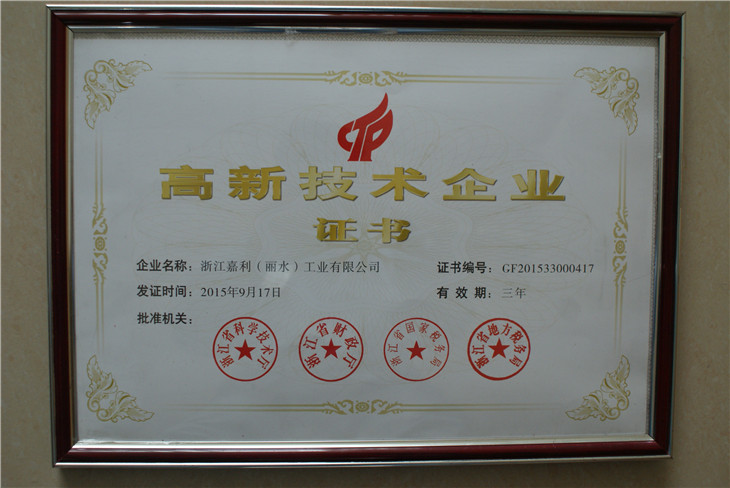 CTP
高新技术企业
证书
企业名称：浙江嘉利（丽水）工业有限公司
证书编号：GF201533000417
发证时间：2015年9月17日
有效期：三年
批准机关：
浙江省科学技术厅
浙江省财政厅
浙江省国家税务局
浙江省地方税务局